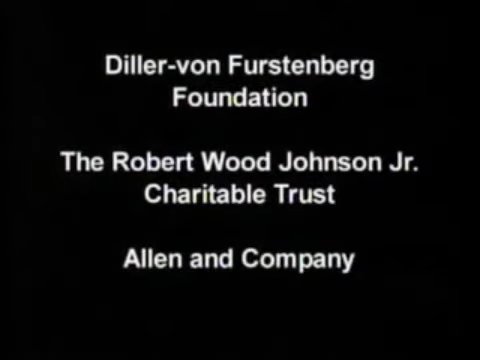 Diller-von Furstenberg
Foundation
The Robert Wood Johnson Jr.
Charitable Trust
Allen and Company